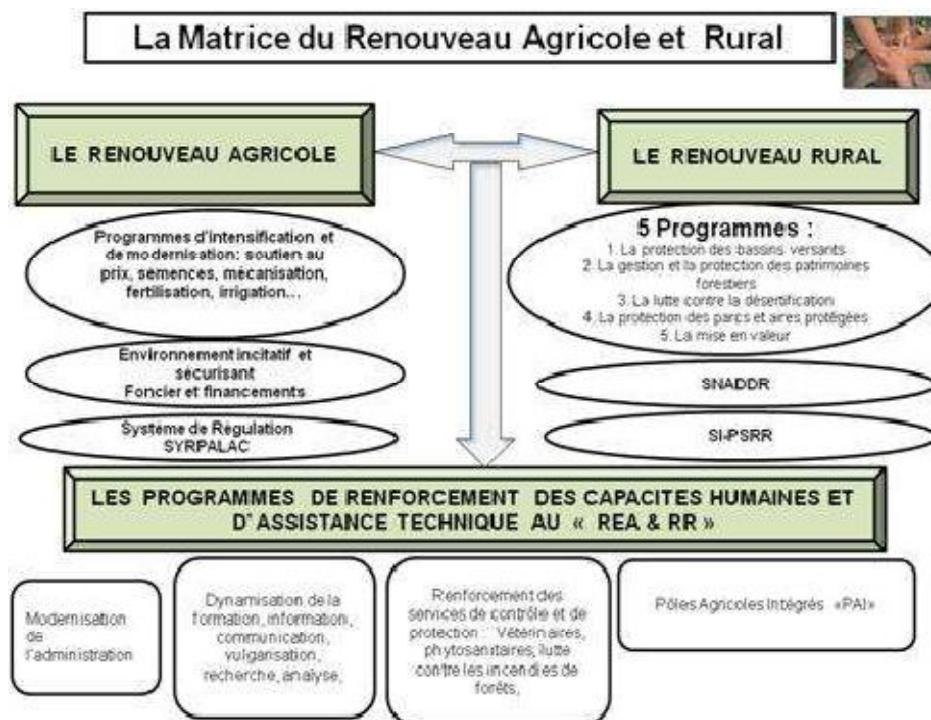 La Matrice du Renouveau Agricole et Rural
LE RENOUVEAU AGRICOLE
LE RENOUVEAU RURAL
Programmes d'intensification et
de modernisation: soutien au
prix, semences, mécanisation,
fertilisation, irrigation...
Environnement incitatif et
sécurisant
Foncier et financements
Système de Régulation
SYRPALAC
5 Programmes :
1. La protection des bassins versants
2. La gestion et la protection des patrimoines
forestiers
3. La lutte contre la désertification
4. La protection des parcs et aires protégées
5. La mise en valeur
SNADDR
SI-PSRR
LES PROGRAMMES DE RENFORCEMENT DES CAPACITES HUMAINES ET
D'ASSISTANCE TECHNIQUE AU « REA & RR »
Modernisation
de
l'administration
Dynamisation de la
formation, information,
communication,
vulgarisation,
recherche, analyse,
Renforcement des
services de contrôle et de
protection : Vétérinaires,
phytosanitaires, lutte
contre les incendies de
forêts,
Pôles Agricoles Intégrés «PAI»